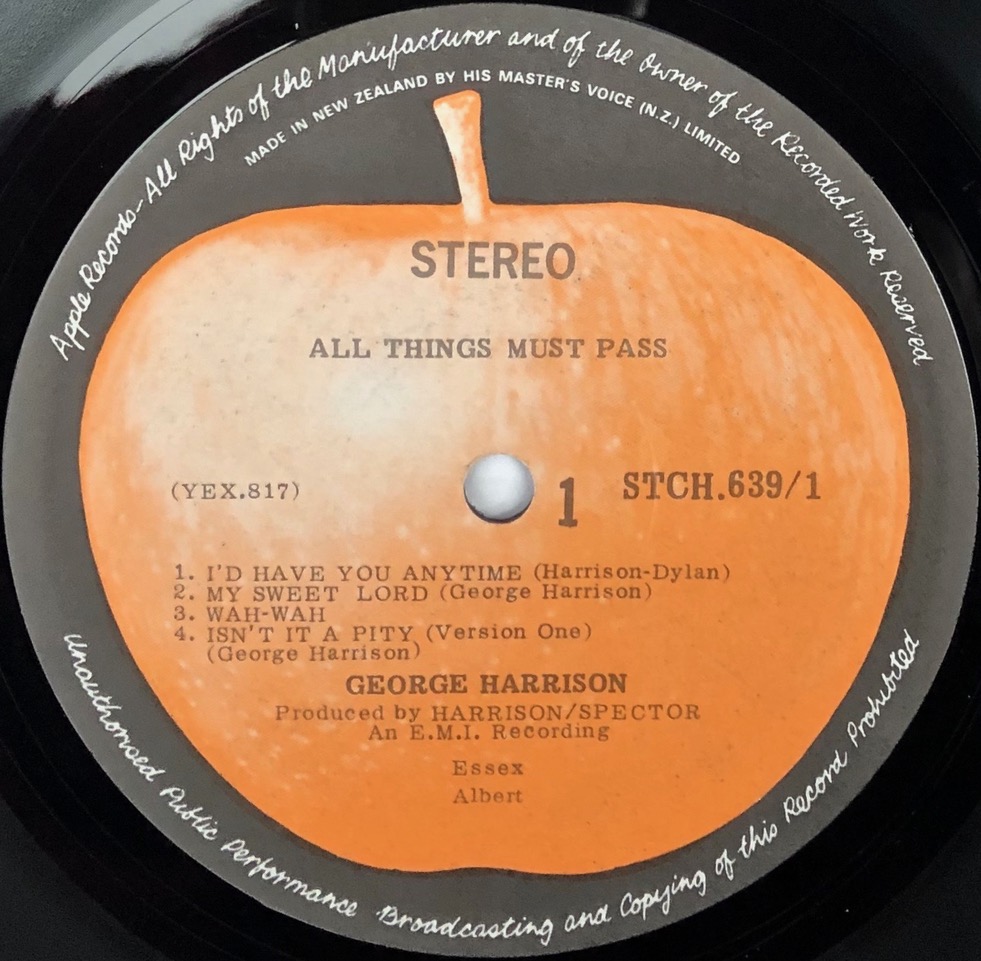 Apple Records-All Rights of the Manufacturer and of the Owner of the Recorded Work Reserved
MADE IN NEW ZEALAND BY HIS MASTER'S VOICE (N.Z.) LIMITED
STEREO
ALL THINGS MUST PASS
(YEX.817)
1
STCH.639/1
1. I'D HAVE YOU ANYTIME (Harrison-Dylan)
2. MY SWEET LORD (George Harrison)
3. WAH-WAH
4. ISN'T IT A PITY (Version One)
(George Harrison)
GEORGE HARRISON
Produced by HARRISON/SPECTOR
An E.M.I. Recording
Essex
Albert
Unauthorised Public Performance Broadcasting and Copying of this Record Prohibited